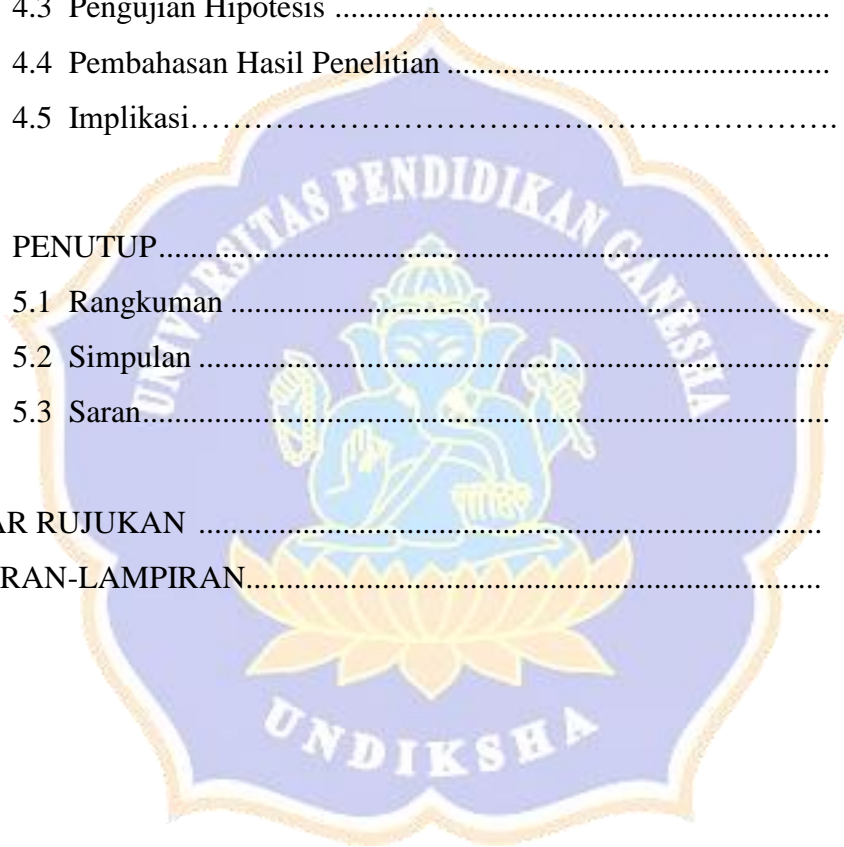 4.3 Pengujian Hipotesis ..............................................................
4.4 Pembahasan Hasil Penelitian ................................................
4.5 Implikasi……………………………………………………….
UNIVERSITAS PENDIDIKAN GANESHA
PENUTUP....................................................................................
5.1 Rangkuman ...........................................................................
5.2 Simpulan ...............................................................................
5.3 Saran......................................................................................
AR RUJUKAN ..............................................................................
RAN-LAMPIRAN........................................................................
UNDIKSHA